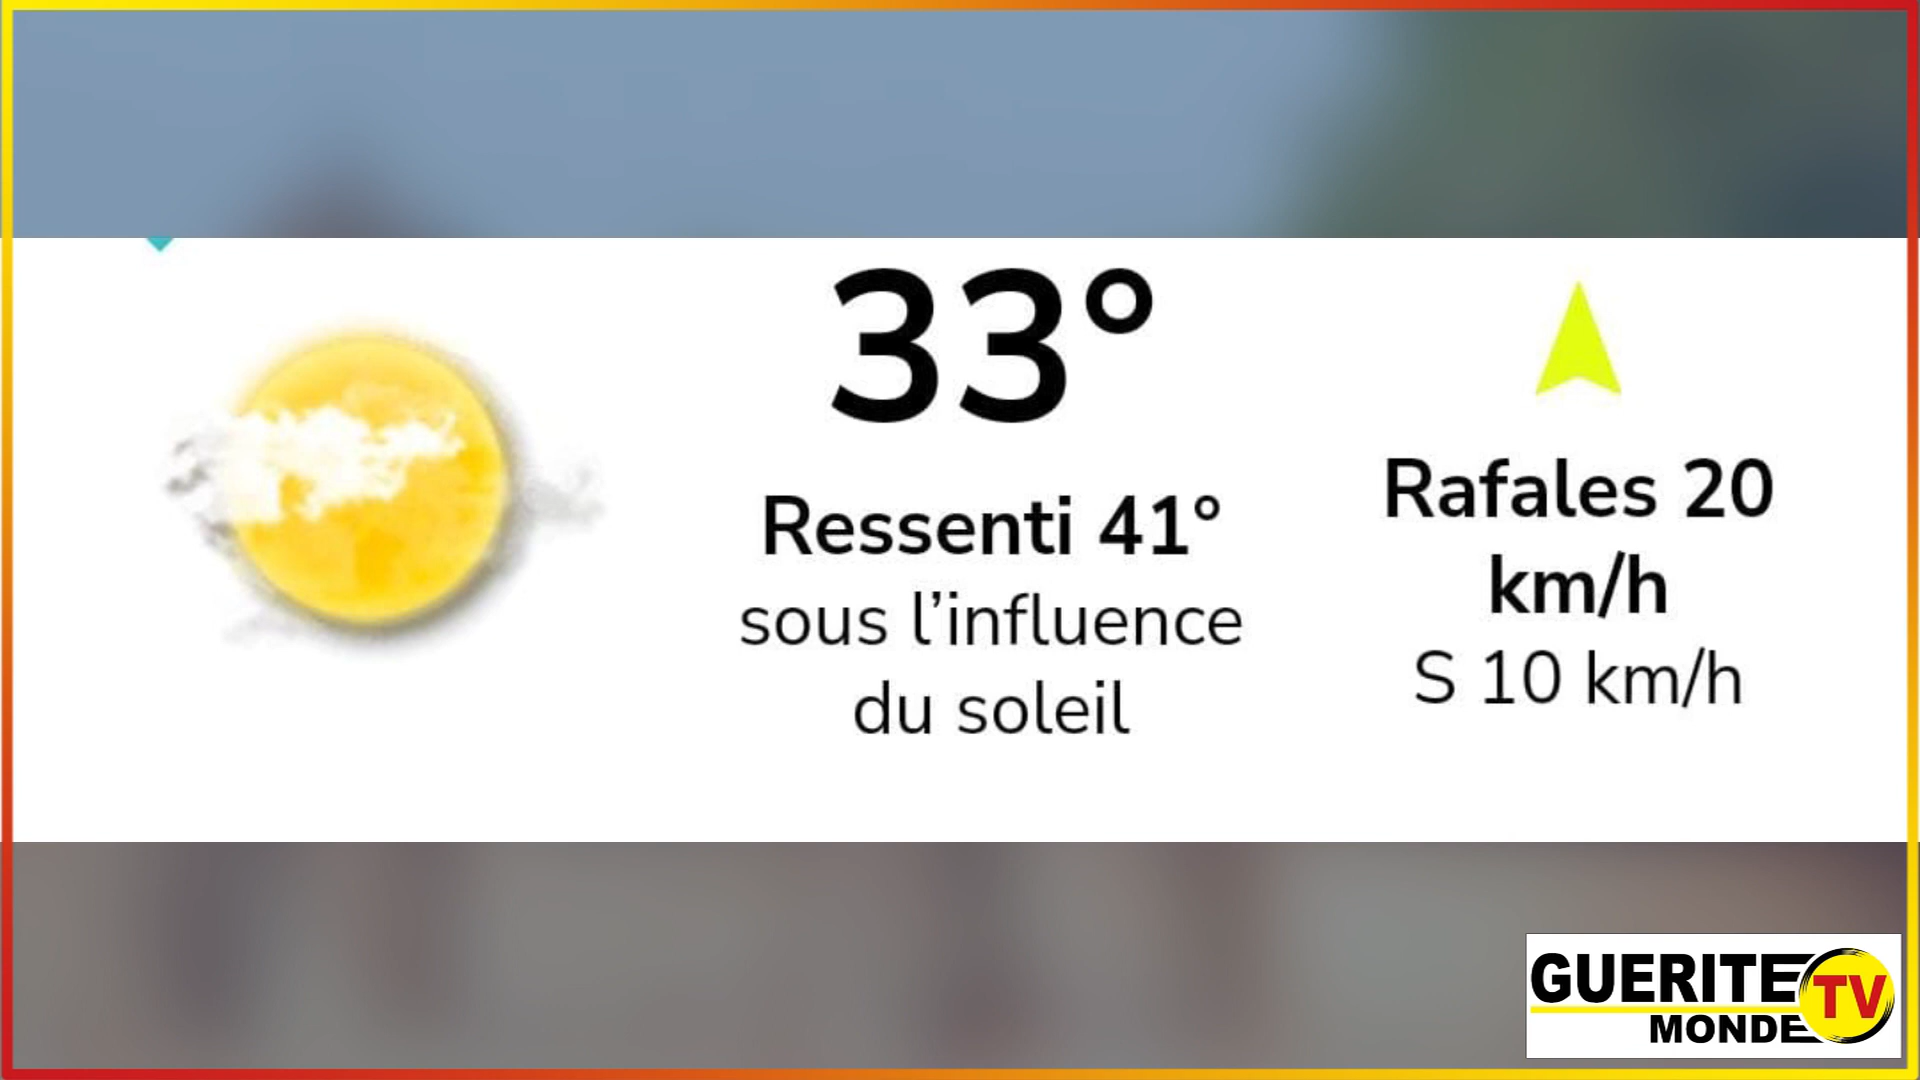 33°
Ressenti 41°
sous l’influence
du soleil
Rafales 20
km/h
S 10 km/h
GUERITE
TV
MONDE